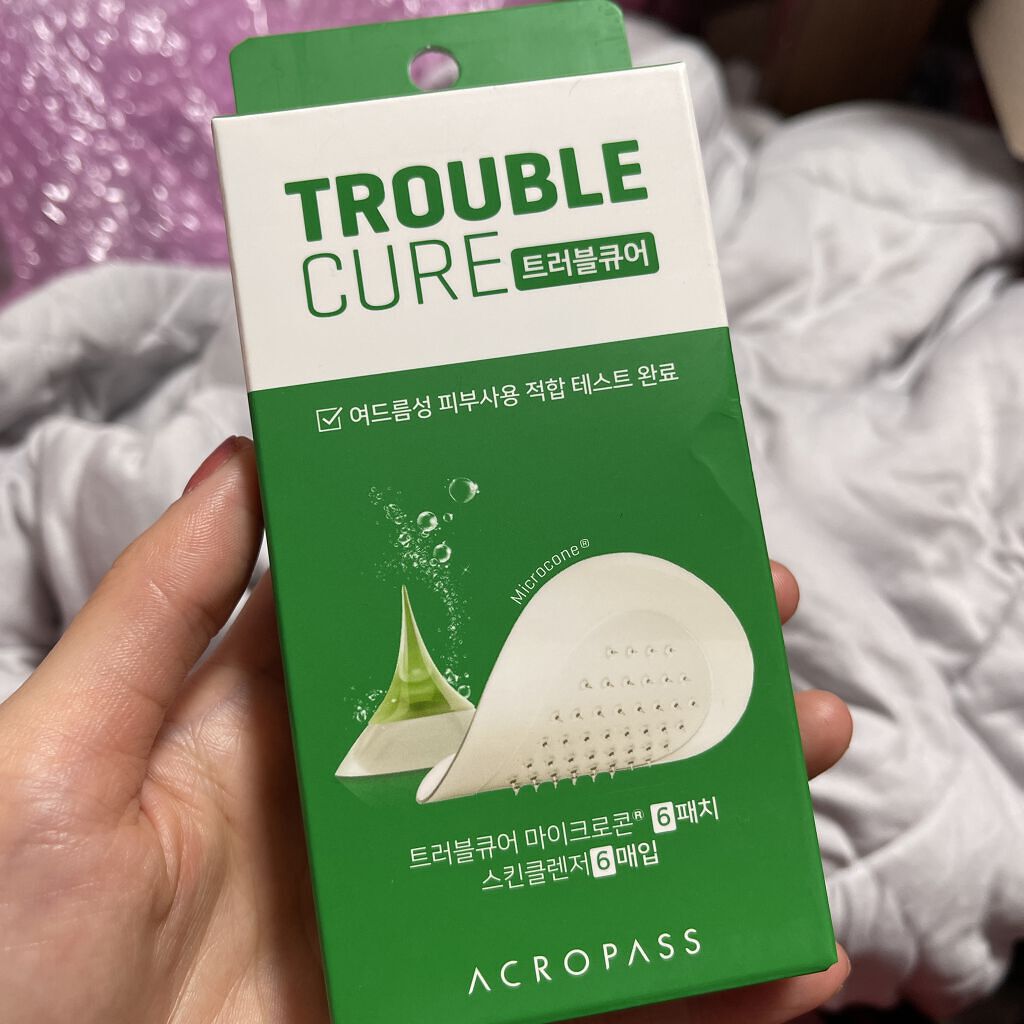 TROUBLE
CURE 트러블큐어
여드름성 피부사용 적합 테스트 완료
Microcone®
트러블큐어 마이크로콘® 6패치
스킨클렌저 6매입
ACROPASS